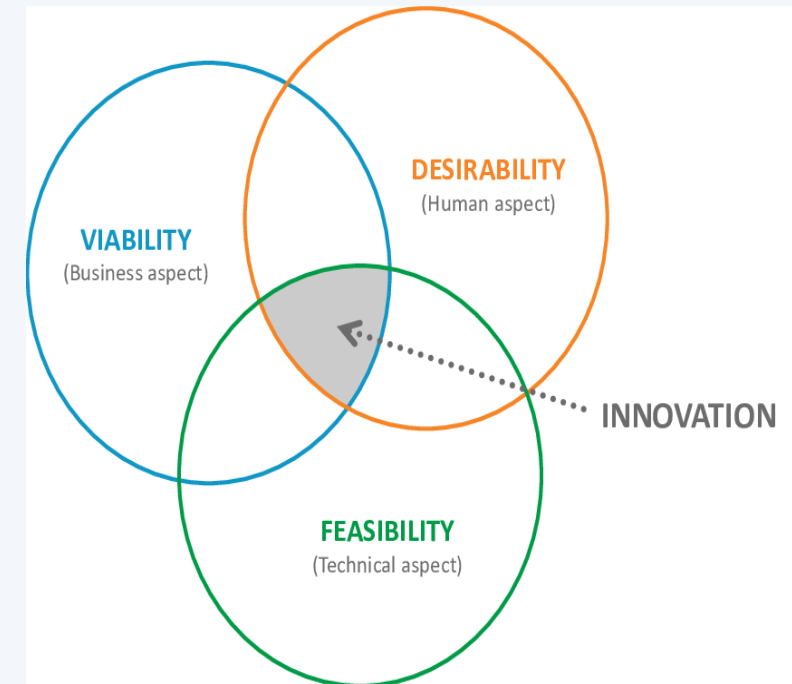 DESIRABILITY
(Human aspect)
VIABILITY
(Business aspect)
INNOVATION
FEASIBILITY
(Technical aspect)